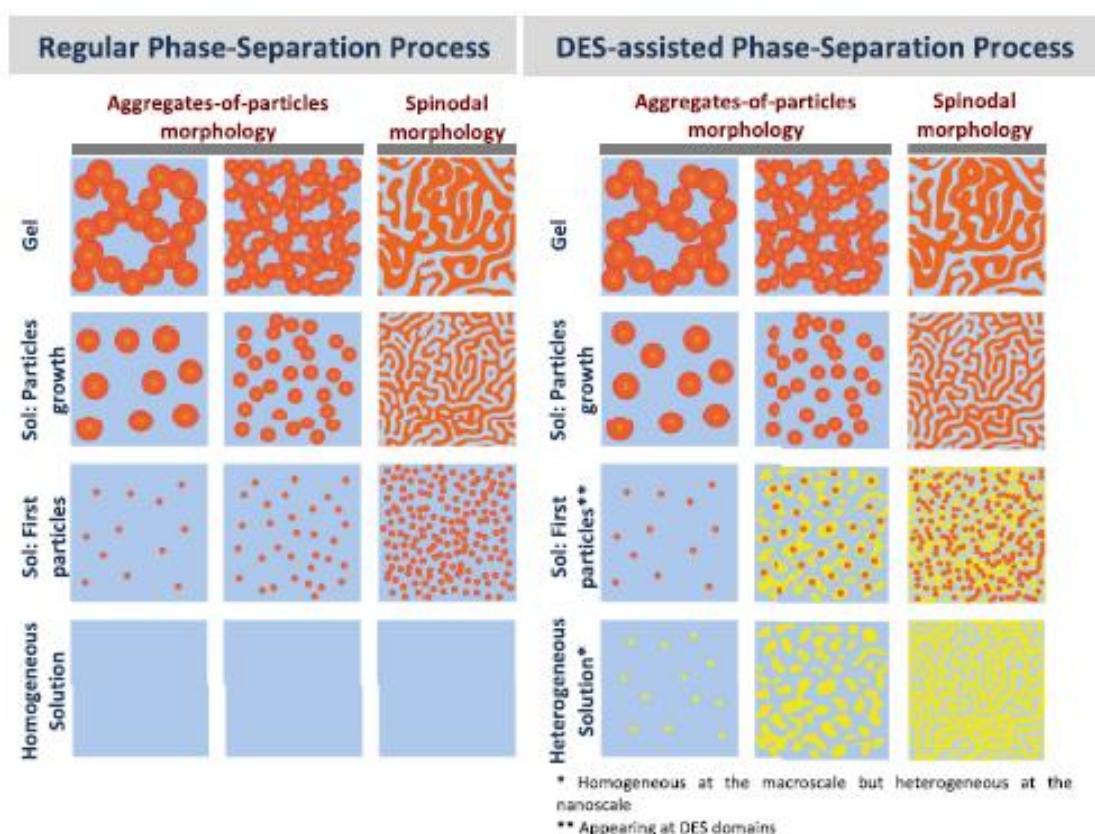 Regular Phase-Separation Process
DES-assisted Phase-Separation Process
Aggregates-of-particles
morphology
Spinodal
morphology
Aggregates-of-particles
morphology
Spinodal
morphology
Gel
Sol: Particles
growth
Sol: First
particles
Homogeneous
Solution
Gel
Sol: Particles
growth
Sol: First
particles**
Heterogeneous
Solution*
* Homogeneous at the macroscale but heterogeneous at the
nanoscale
** Appearing at DES domains